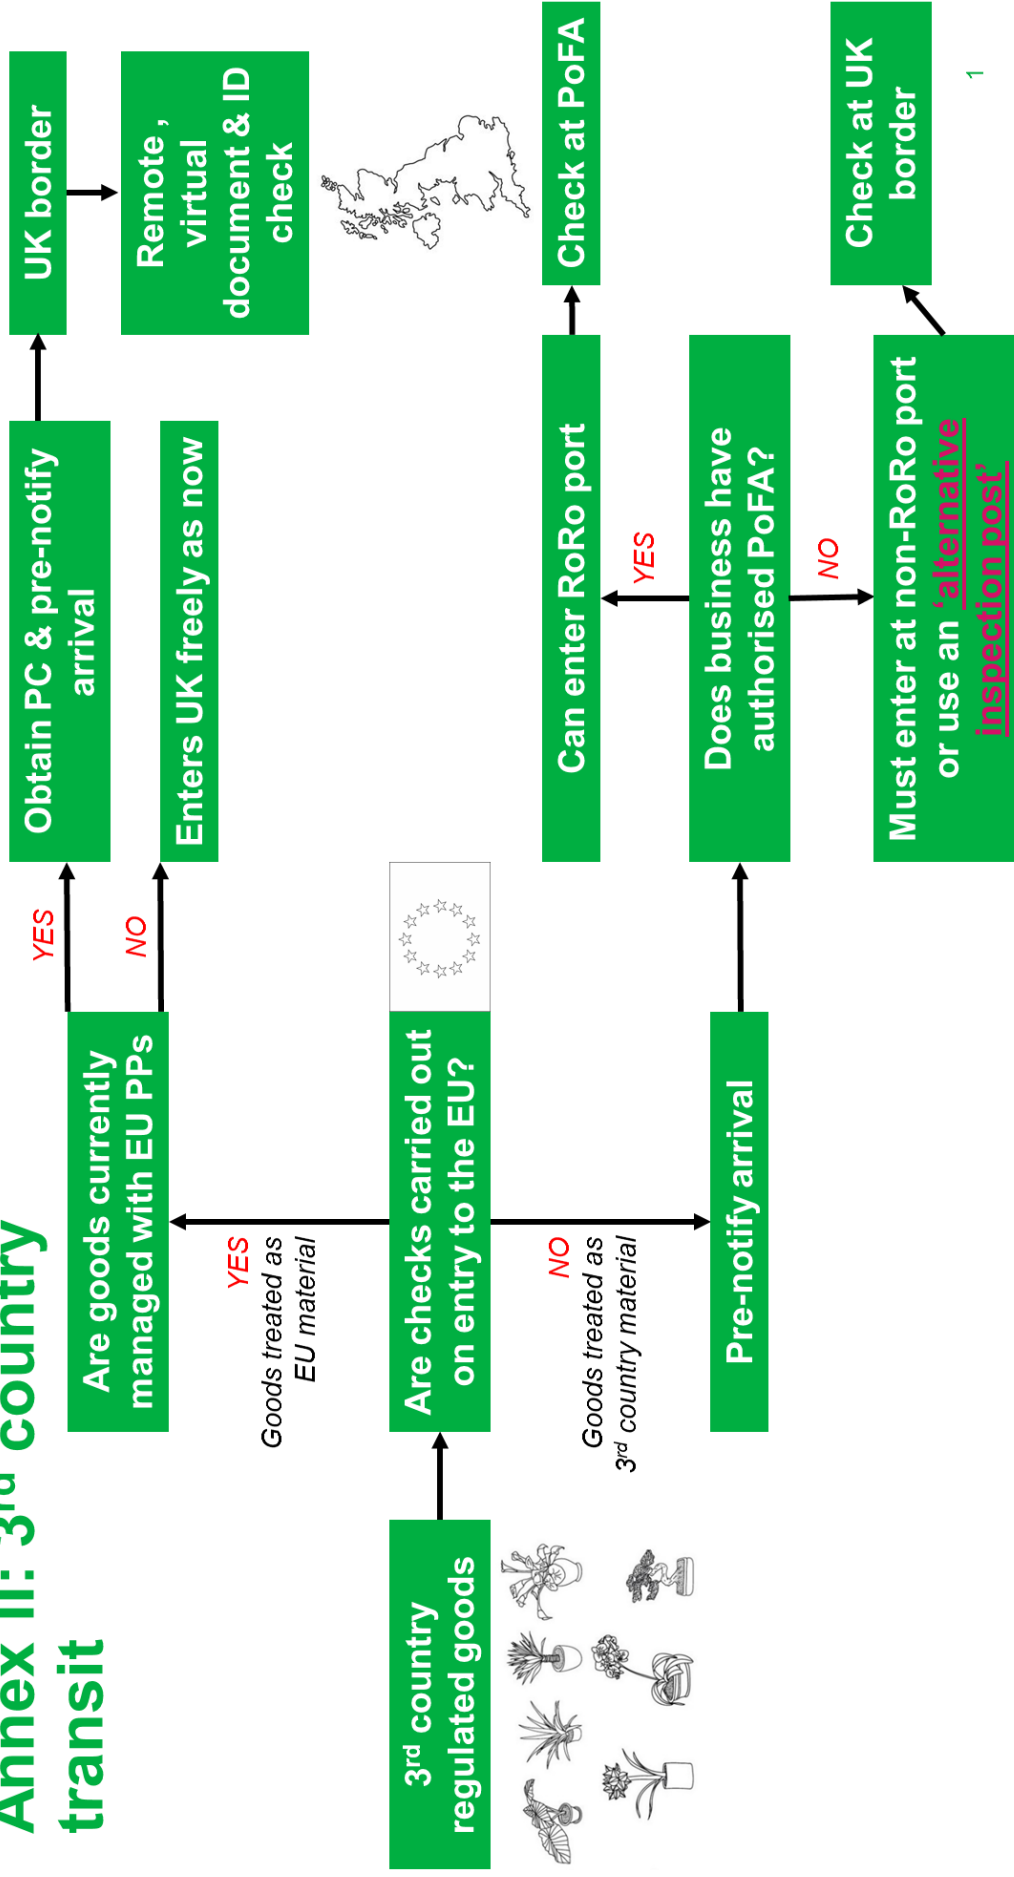 Annex II: 3rd country
transit
3rd country
regulated goods
Are checks carried out
on entry to the EU?
YES
Goods treated as
EU material
NO
Goods treated as
3rd country material
Are goods currently
managed with EU PPs
YES
NO
Obtain PC & pre-notify
arrival
Enters UK freely as now
UK border
Remote ,
virtual
document & ID
check
Pre-notify arrival
Does business have
authorised PoFA?
YES
NO
Can enter RoRo port
Check at PoFA
Must enter at non-RoRo port
or use an ‘alternative
inspection post’
Check at UK
border
1